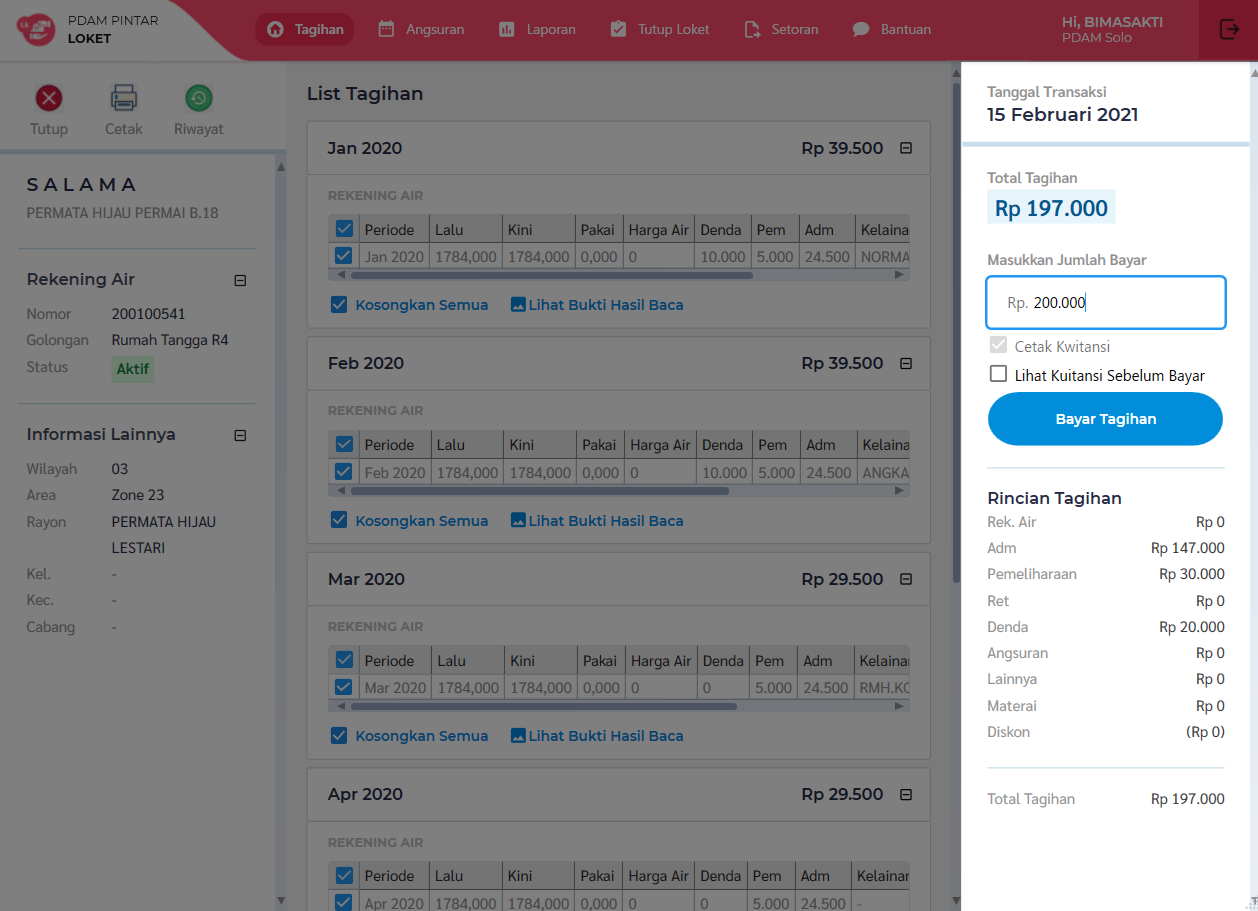 PDAM PINTAR
LOKET
Tagihan
Angsuran
Laporan
Tutup Loket
Setoran
Bantuan
Hi, BIMASAKTI
PDAM Solo
Tutup
Cetak
Riwayat
S A L A M A
PERMATA HIJAU PERMAI B.18
Rekening Air
Nomor 200100541
Golongan Rumah Tangga R4
Status Aktif
Informasi Lainnya
Wilayah 03
Area Zone 23
Rayon PERMATA HIJAU
LESTARI
Kel. -
Kec. -
Cabang -
List Tagihan
Jan 2020 Rp 39.500
REKENING AIR
Periode Lalu Kini Pakai Harga Air Denda Pem Adm Kelaina
Jan 2020 1784,000 1784,000 0,000 0 10.000 5.000 24.500 NORMA
Kosongkan Semua Lihat Bukti Hasil Baca
Feb 2020 Rp 39.500
REKENING AIR
Periode Lalu Kini Pakai Harga Air Denda Pem Adm Kelaina
Feb 2020 1784,000 1784,000 0,000 0 10.000 5.000 24.500 ANGKA
Kosongkan Semua Lihat Bukti Hasil Baca
Mar 2020 Rp 29.500
REKENING AIR
Periode Lalu Kini Pakai Harga Air Denda Pem Adm Kelainan
Mar 2020 1784,000 1784,000 0,000 0 0 5.000 24.500 RMH.KO
Kosongkan Semua Lihat Bukti Hasil Baca
Apr 2020 Rp 29.500
REKENING AIR
Periode Lalu Kini Pakai Harga Air Denda Pem Adm Kelainan
Apr 2020 1784,000 1784,000 0,000 0 0 5.000 24.500 -
Tanggal Transaksi
15 Februari 2021
Total Tagihan
Rp 197.000
Masukkan Jumlah Bayar
Rp. 200.000
Cetak Kwitansi
Lihat Kuitansi Sebelum Bayar
Bayar Tagihan
Rincian Tagihan
Rek. Air Rp 0
Adm Rp 147.000
Pemeliharaan Rp 30.000
Ret Rp 0
Denda Rp 20.000
Angsuran Rp 0
Lainnya Rp 0
Materai Rp 0
Diskon (Rp 0)
Total Tagihan Rp 197.000